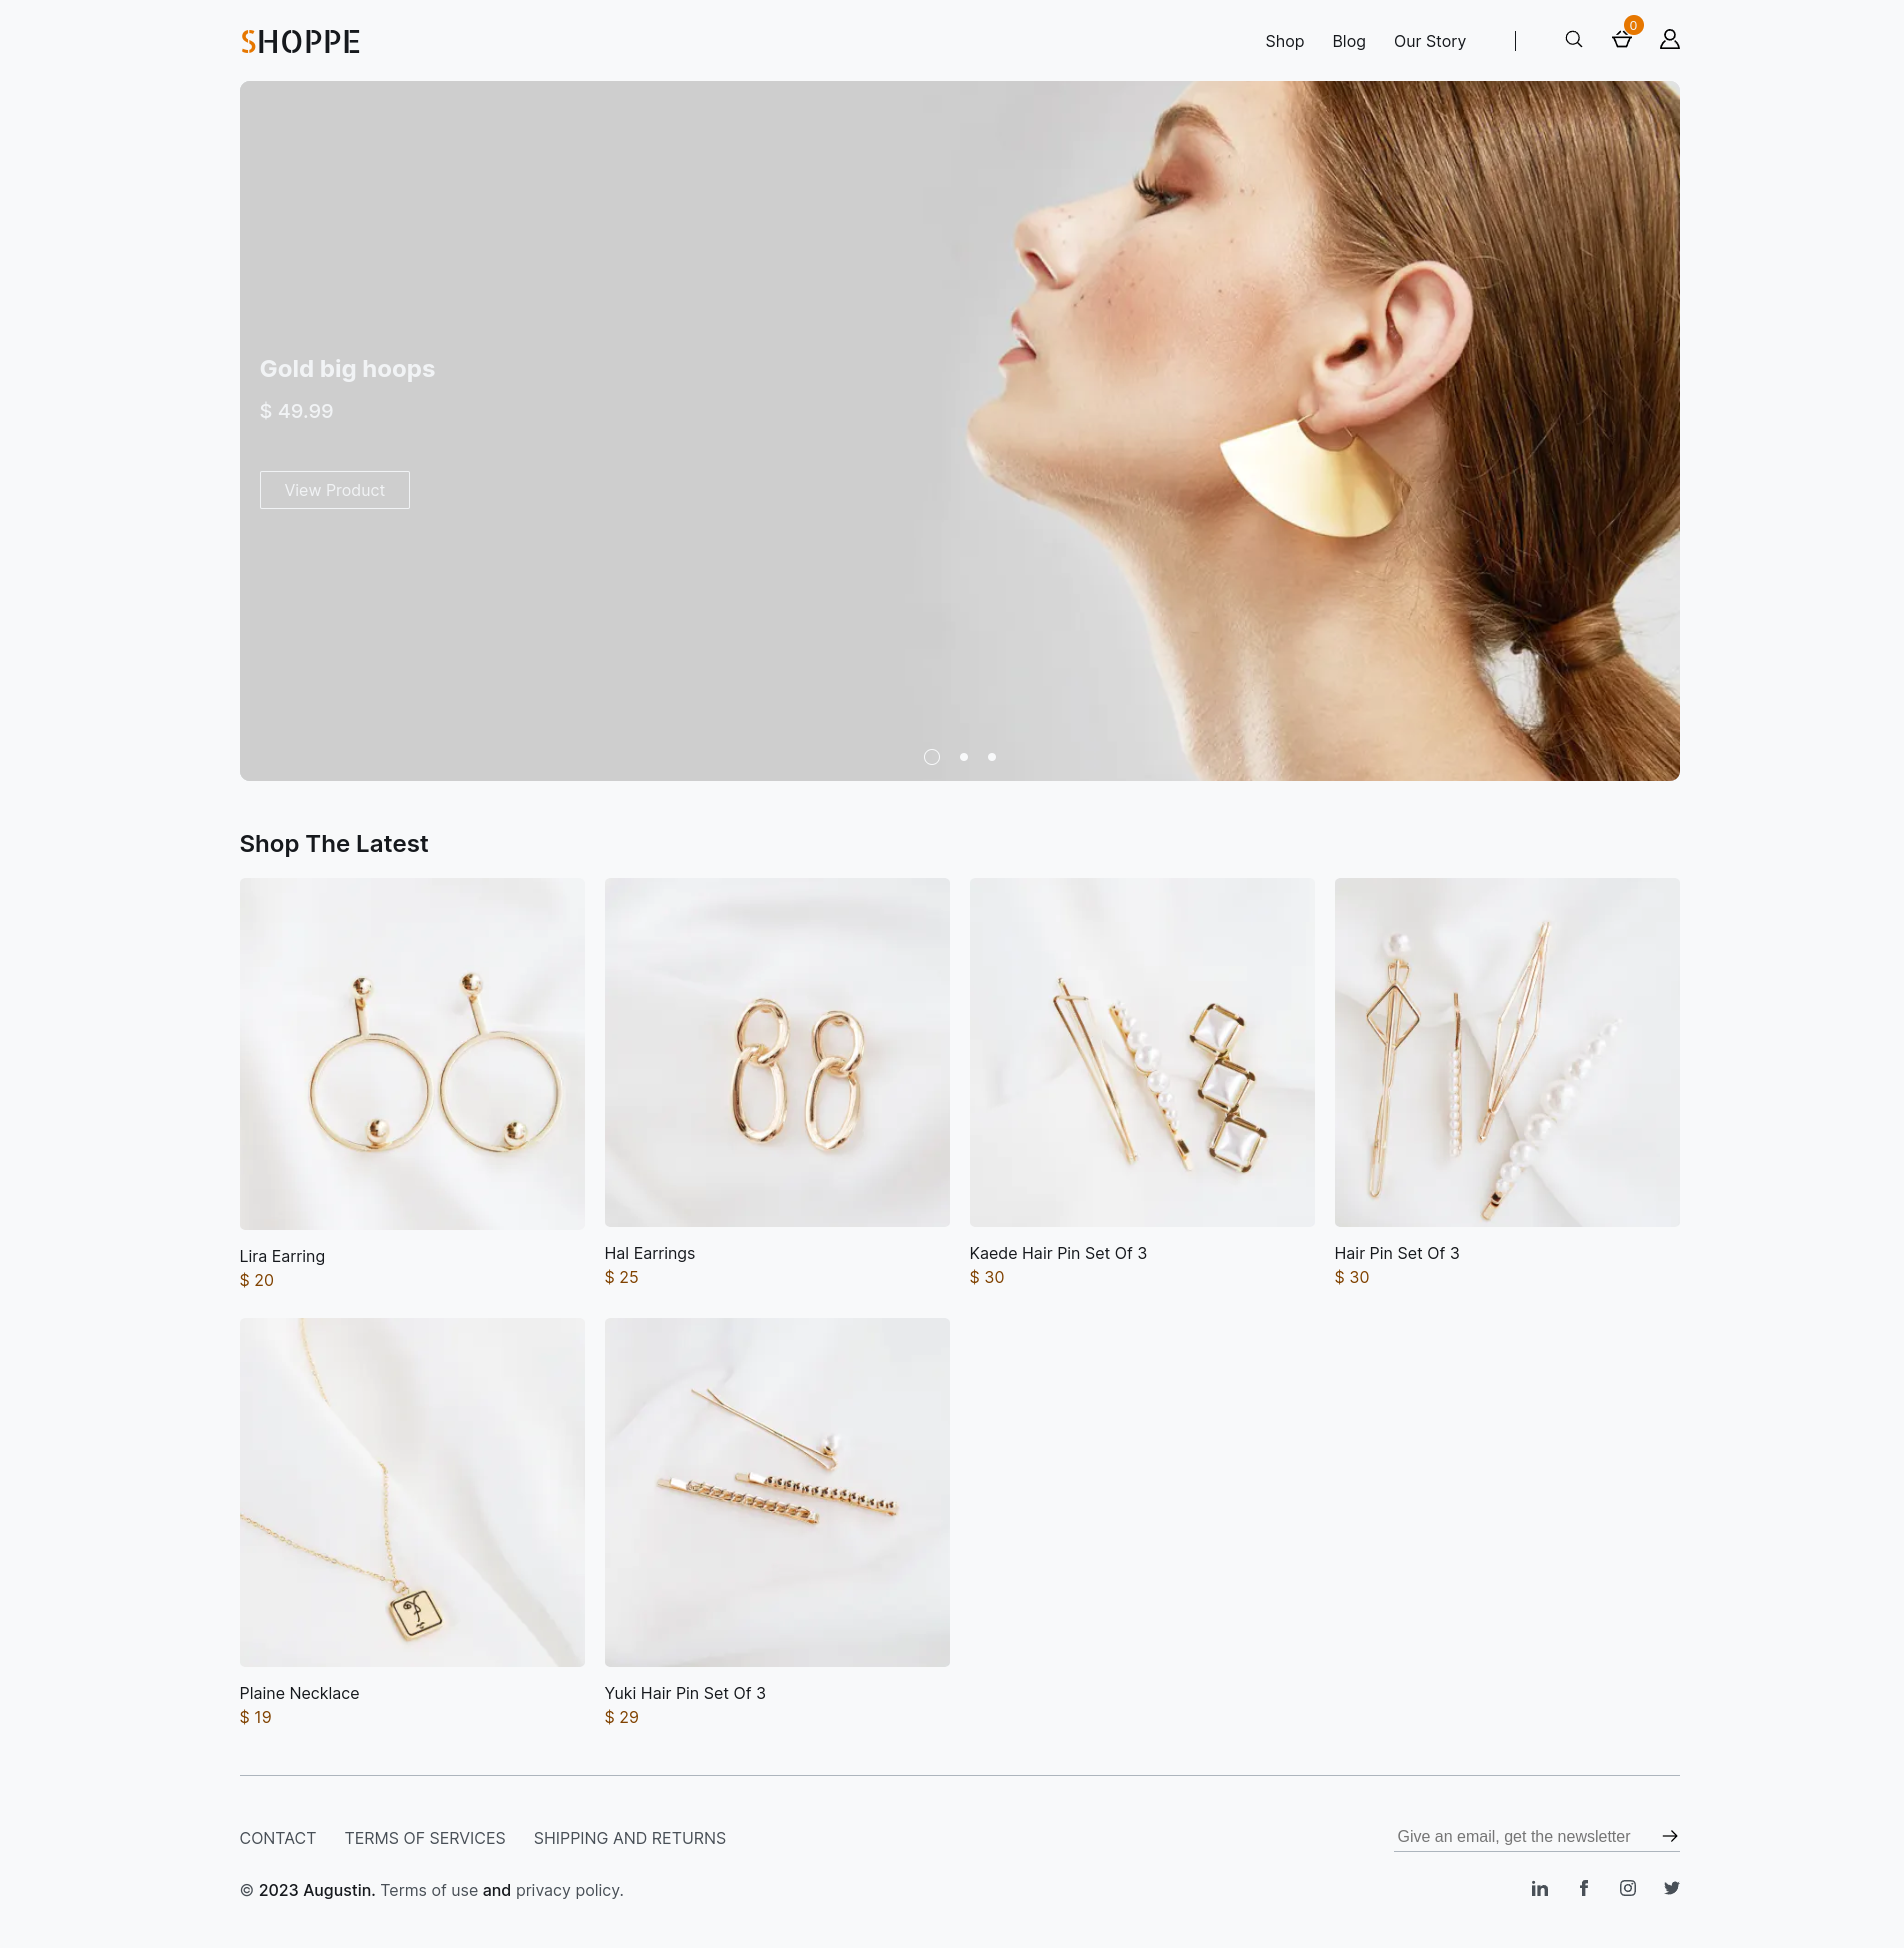 SHOPPE
Shop Blog Our Story
0
Gold big hoops
$ 49.99
View Product
Shop The Latest
Lira Earring
$ 20
Hal Earrings
$ 25
Kaede Hair Pin Set Of 3
$ 30
Hair Pin Set Of 3
$ 30
Plaine Necklace
$ 19
Yuki Hair Pin Set Of 3
$ 29
CONTACT TERMS OF SERVICES SHIPPING AND RETURNS
Give an email, get the newsletter
© 2023 Augustin. Terms of use and privacy policy.